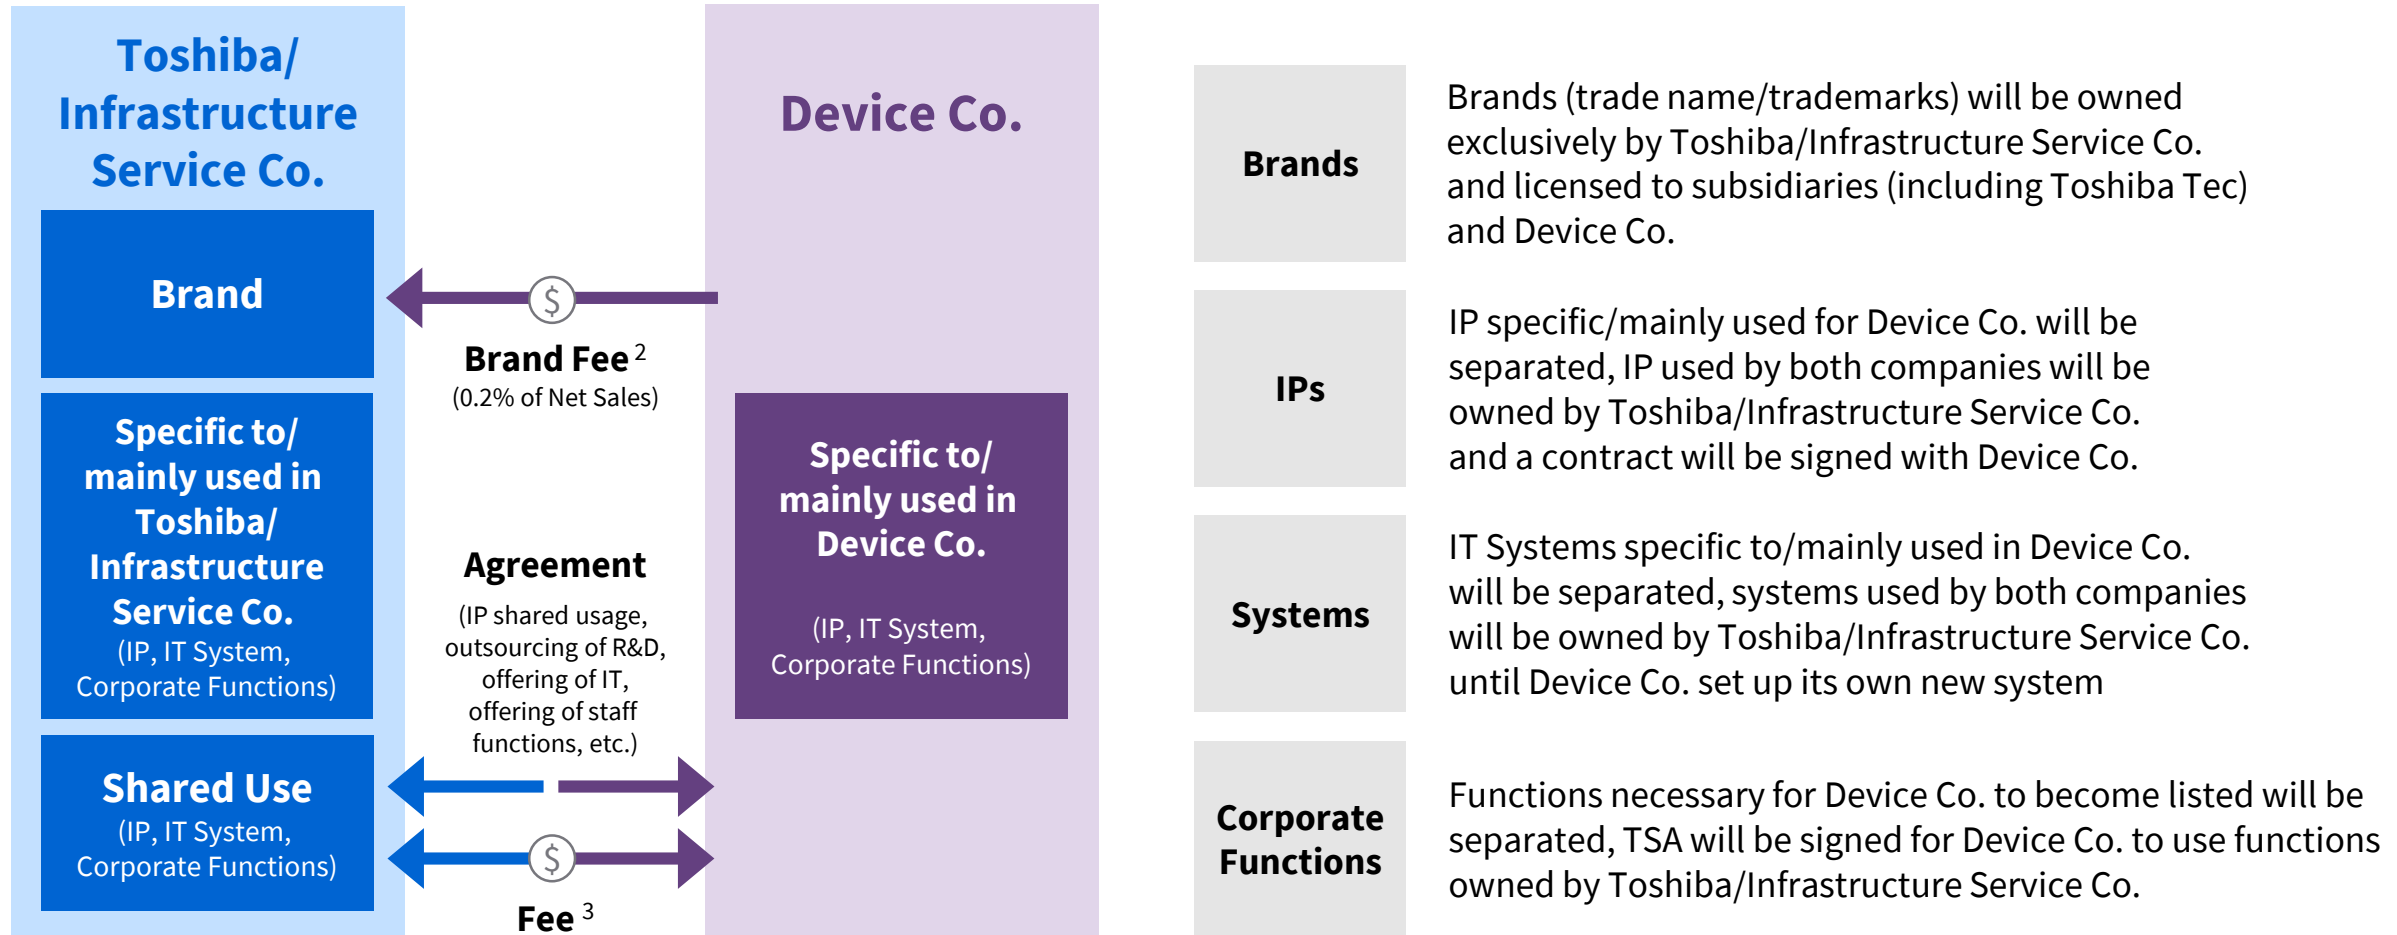 Toshiba/
Infrastructure
Service Co.
Brand
Specific to/
mainly used in
Toshiba/
Infrastructure
Service Co.
(IP, IT System,
Corporate Functions)
Shared Use
(IP, IT System,
Corporate Functions)
$
Brand Fee 2
(0.2% of Net Sales)
Agreement
(IP shared usage,
outsourcing of R&D,
offering of IT,
offering of staff
functions, etc.)
$
Fee 3
Device Co.
Specific to/
mainly used in
Device Co.
(IP, IT System,
Corporate Functions)
Brands
Brands (trade name/trademarks) will be owned
exclusively by Toshiba/Infrastructure Service Co.
and licensed to subsidiaries (including Toshiba Tec)
and Device Co.
IPs
IP specific/mainly used for Device Co. will be
separated, IP used by both companies will be
owned by Toshiba/Infrastructure Service Co.
and a contract will be signed with Device Co.
Systems
IT Systems specific to/mainly used in Device Co.
will be separated, systems used by both companies
will be owned by Toshiba/Infrastructure Service Co.
until Device Co. set up its own new system
Corporate
Functions
Functions necessary for Device Co. to become listed will be
separated, TSA will be signed for Device Co. to use functions
owned by Toshiba/Infrastructure Service Co.